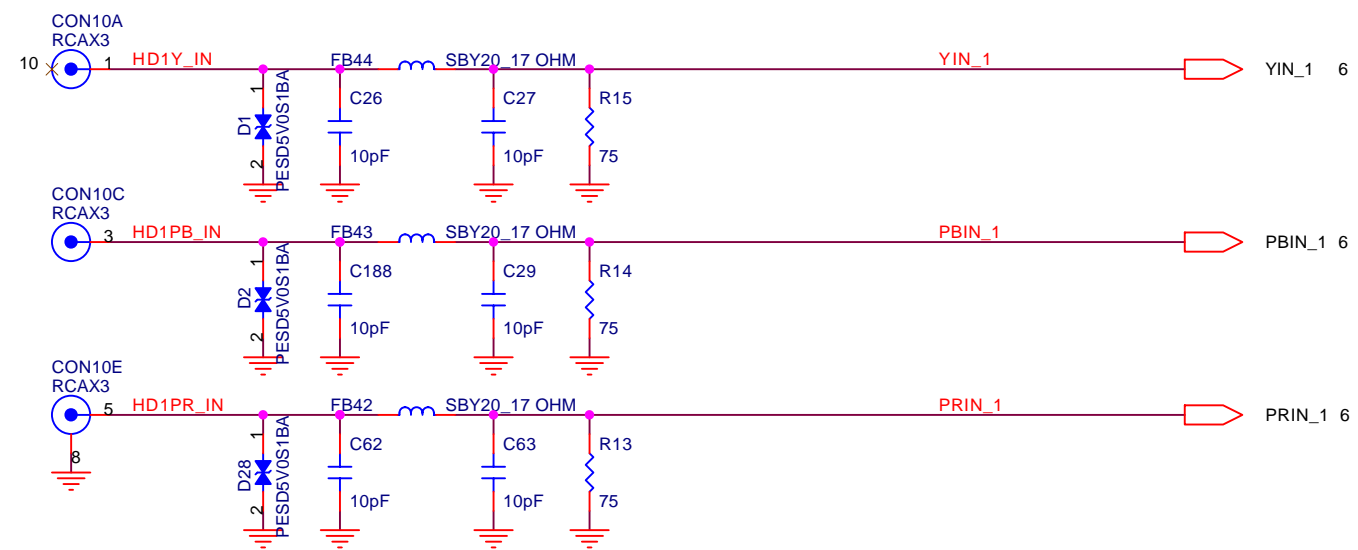 CON10A
RCAX3
10 1 HD1Y_IN FB44 SBY20_17 OHM YIN_1 YIN_1 6
1 C26 C27 R15
D1 PESD5V0S1BA
2 10pF 10pF 75
CON10C
RCAX3
3 HD1PB_IN FB43 SBY20_17 OHM PBIN_1 PBIN_1 6
1 C188 C29 R14
D2 PESD5V0S1BA
2 10pF 10pF 75
CON10E
RCAX3
5 HD1PR_IN FB42 SBY20_17 OHM PRIN_1 PRIN_1 6
1 C62 C63 R13
8 D28 PESD5V0S1BA
2 10pF 10pF 75